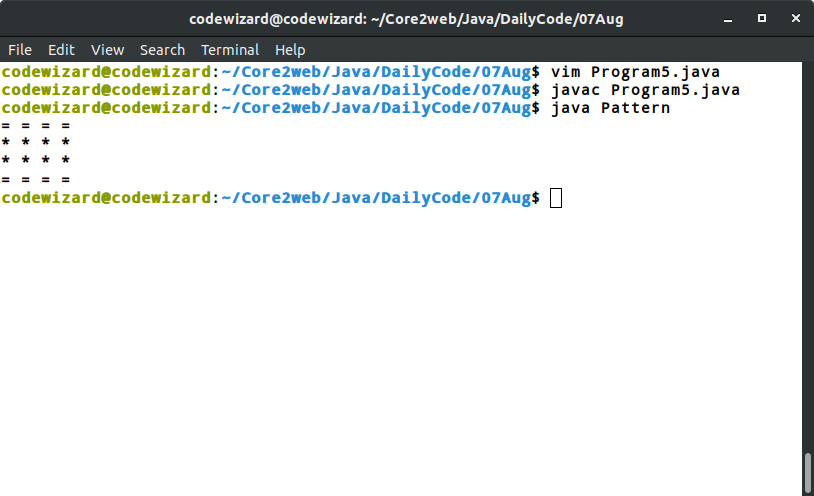 codewizard@codewizard: ~/Core2web/Java/DailyCode/07Aug
File Edit View Search Terminal Help
codewizard@codewizard:~/Core2web/Java/DailyCode/07Aug$ vim Program5.java
codewizard@codewizard:~/Core2web/Java/DailyCode/07Aug$ javac Program5.java
codewizard@codewizard:~/Core2web/Java/DailyCode/07Aug$ java Pattern
= = = =
* * * *
* * * *
= = = =
codewizard@codewizard:~/Core2web/Java/DailyCode/07Aug$